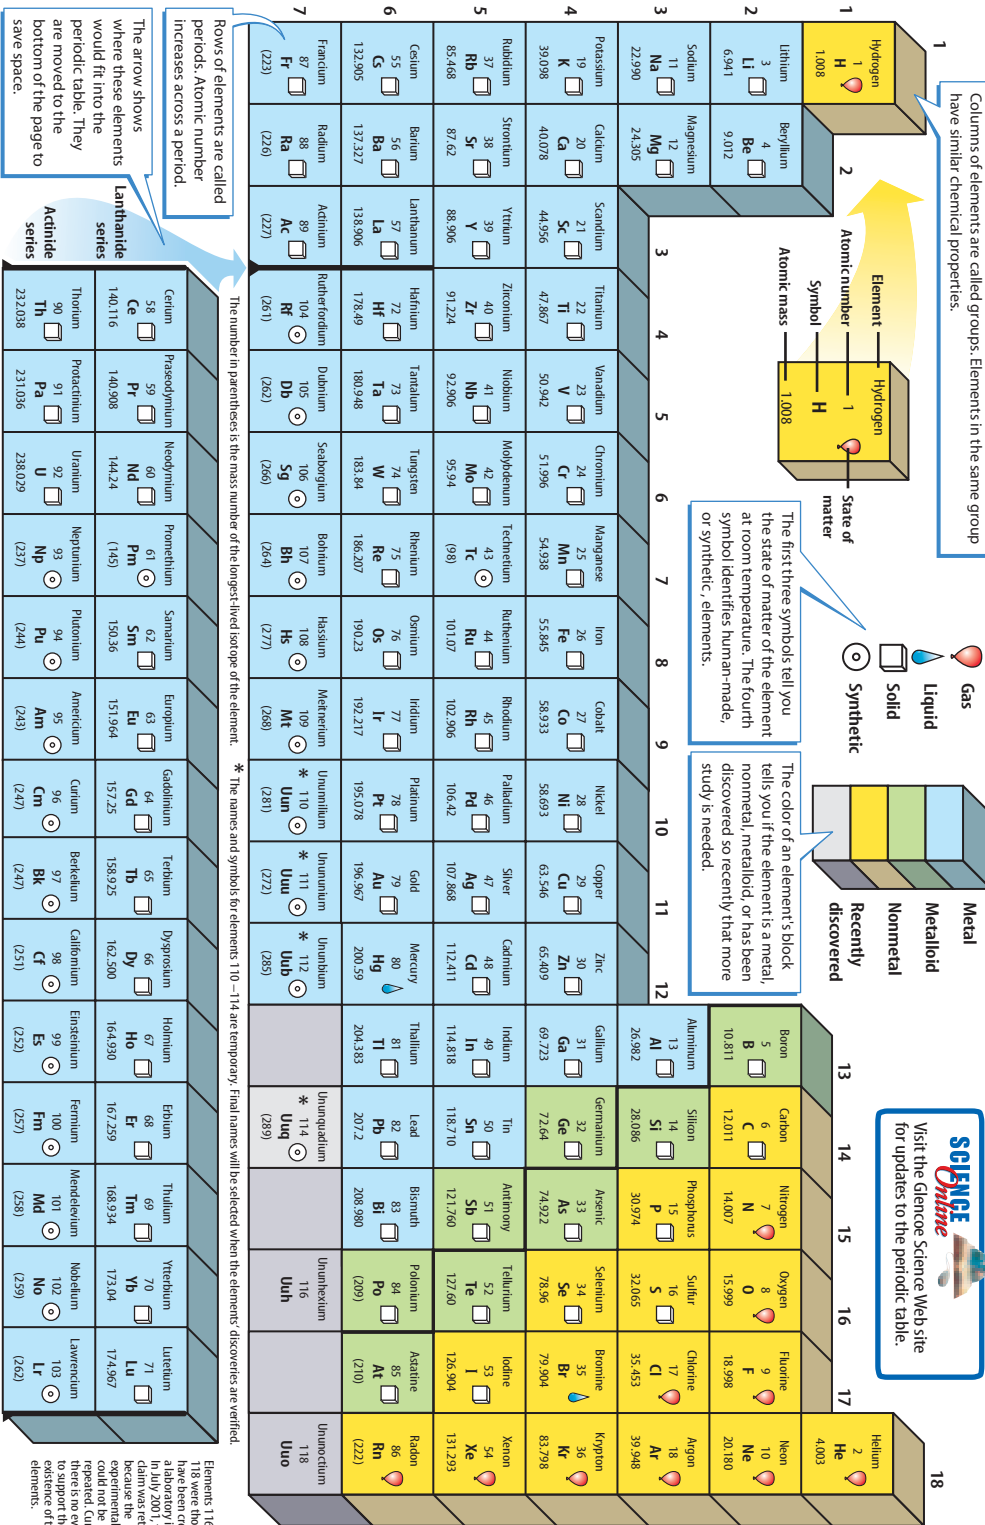 Columns of elements are called groups. Elements in the same group
have similar chemical properties.
Element
Atomic number
Symbol
Atomic mass
Hydrogen
1
H
1.008
State of
matter
Gas
Liquid
Solid
Synthetic
The first three symbols tell you
the state of matter of the element
at room temperature. The fourth
symbol identifies human-made,
or synthetic, elements.
Metal
Metalloid
Nonmetal
Recently
discovered
The color of an element's block
tells you if the element is a metal,
nonmetal, metalloid, or has been
discovered so recently that more
study is needed.
SCIENCE
Online
Visit the Glencoe Science Web site
for updates to the periodic table.
1 2 3 4 5 6 7 8 9 10 11 12 13 14 15 16 17 18
1
Hydrogen Helium
1 2
H He
1.008 4.003
2
Lithium Beryllium Boron Carbon Nitrogen Oxygen Fluorine Neon
3 4 5 6 7 8 9 10
Li Be B C N O F Ne
6.941 9.012 10.811 12.011 14.007 15.999 18.998 20.180
3
Sodium Magnesium Aluminum Silicon Phosphorus Sulfur Chlorine Argon
11 12 13 14 15 16 17 18
Na Mg Al Si P S Cl Ar
22.990 24.305 26.982 28.086 30.974 32.065 35.453 39.948
4
Potassium Calcium Scandium Titanium Vanadium Chromium Manganese Iron Cobalt Nickel Copper Zinc Gallium Germanium Arsenic Selenium Bromine Krypton
19 20 21 22 23 24 25 26 27 28 29 30 31 32 33 34 35 36
K Ca Sc Ti V Cr Mn Fe Co Ni Cu Zn Ga Ge As Se Br Kr
39.098 40.078 44.956 47.867 50.942 51.996 54.938 55.845 58.933 58.693 63.546 65.409 69.723 72.64 74.922 78.96 79.904 83.798
5
Rubidium Strontium Yttrium Zirconium Niobium Molybdenum Technetium Ruthenium Rhodium Palladium Silver Cadmium Indium Tin Antimony Tellurium Iodine Xenon
37 38 39 40 41 42 43 44 45 46 47 48 49 50 51 52 53 54
Rb Sr Y Zr Nb Mo Tc Ru Rh Pd Ag Cd In Sn Sb Te I Xe
85.468 87.62 88.906 91.224 92.906 95.94 (98) 101.07 102.906 106.42 107.868 112.411 114.818 118.710 121.760 127.60 126.904 131.293
6
Cesium Barium Lanthanum Hafnium Tantalum Tungsten Rhenium Osmium Iridium Platinum Gold Mercury Thallium Lead Bismuth Polonium Astatine Radon
55 56 57 72 73 74 75 76 77 78 79 80 81 82 83 84 85 86
Cs Ba La Hf Ta W Re Os Ir Pt Au Hg Tl Pb Bi Po At Rn
132.905 137.327 138.906 178.49 180.948 183.84 186.207 190.23 192.217 195.078 196.967 200.59 204.383 207.2 208.980 (209) (210) (222)
7
Francium Radium Actinium Rutherfordium Dubnium Seaborgium Bohrium Hassium Meitnerium Ununnilium Unununium Ununbium Ununquadium Ununhexium Ununoctium
87 88 89 104 105 106 107 108 109 * 110 * 111 * 112 * 114 116 118
Fr Ra Ac Rf Db Sg Bh Hs Mt Uun Uuu Uub Uuq Uuh Uuo
(223) (226) (227) (261) (262) (266) (264) (277) (268) (281) (272) (285) (289)
Rows of elements are called
periods. Atomic number
increases across a period.
The number in parentheses is the mass number of the longest-lived isotope of the element.
* The names and symbols for elements 110–114 are temporary. Final names will be selected when the elements' discoveries are verified.
The arrow shows
where these elements
would fit into the
periodic table. They
are moved to the
bottom of the page to
save space.
Lanthanide
series
Cerium Praseodymium Neodymium Promethium Samarium Europium Gadolinium Terbium Dysprosium Holmium Erbium Thulium Ytterbium Lutetium
58 59 60 61 62 63 64 65 66 67 68 69 70 71
Ce Pr Nd Pm Sm Eu Gd Tb Dy Ho Er Tm Yb Lu
140.116 140.908 144.24 (145) 150.36 151.964 157.25 158.925 162.500 164.930 167.259 168.934 173.04 174.967
Actinide
series
Thorium Protactinium Uranium Neptunium Plutonium Americium Curium Berkelium Californium Einsteinium Fermium Mendelevium Nobelium Lawrencium
90 91 92 93 94 95 96 97 98 99 100 101 102 103
Th Pa U Np Pu Am Cm Bk Cf Es Fm Md No Lr
232.038 231.036 238.029 (237) (244) (243) (247) (247) (251) (252) (257) (258) (259) (262)
Elements 116
118 were
have been
a laboratory
In July 2001,
claim was
because the
experimental
could not be
repeated.
there is no
to support
existence of
elements.